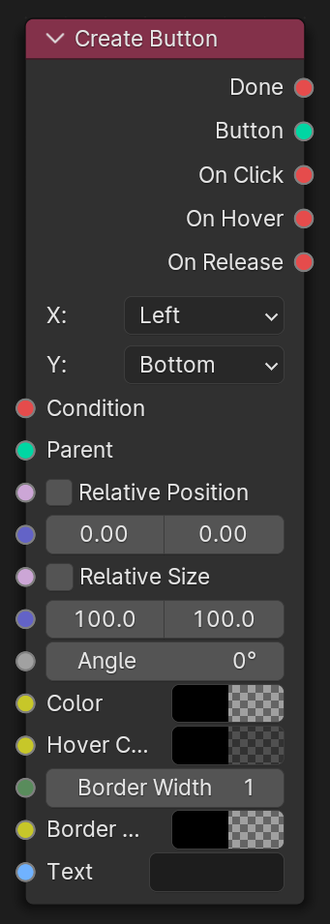 Create Button
Done
Button
On Click
On Hover
On Release
X: Left
Y: Bottom
Condition
Parent
Relative Position
0.00 0.00
Relative Size
100.0 100.0
Angle 0°
Color
Hover C...
Border Width 1
Border ...
Text